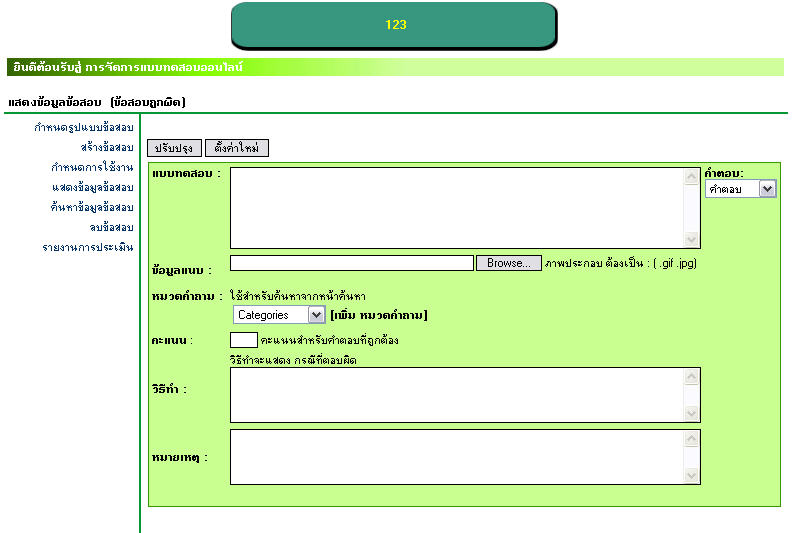 123
ยินดีต้อนรับสู่ การจัดการแบบทดสอบออนไลน์
แสดงข้อมูลข้อสอบ (ข้อสอบถูกผิด)
กำหนดรูปแบบข้อสอบ
สร้างข้อสอบ
กำหนดการใช้งาน
แสดงข้อมูลข้อสอบ
ค้นหาข้อมูลข้อสอบ
ลบข้อสอบ
รายงานการประเมิน
ปรับปรุง ตั้งค่าใหม่
แบบทดสอบ : คำตอบ:
คำตอบ
ข้อมูลแนบ : Browse... ภาพประกอบ ต้องเป็น : ( .gif .jpg)
หมวดคำถาม : ใช้สำหรับค้นหาจากหน้าค้นหา
Categories [เพิ่ม หมวดคำถาม]
คะแนน : คะแนนสำหรับคำตอบที่ถูกต้อง
วิธีทำจะแสดง กรณีที่ตอบผิด
วิธีทำ :
หมายเหตุ :